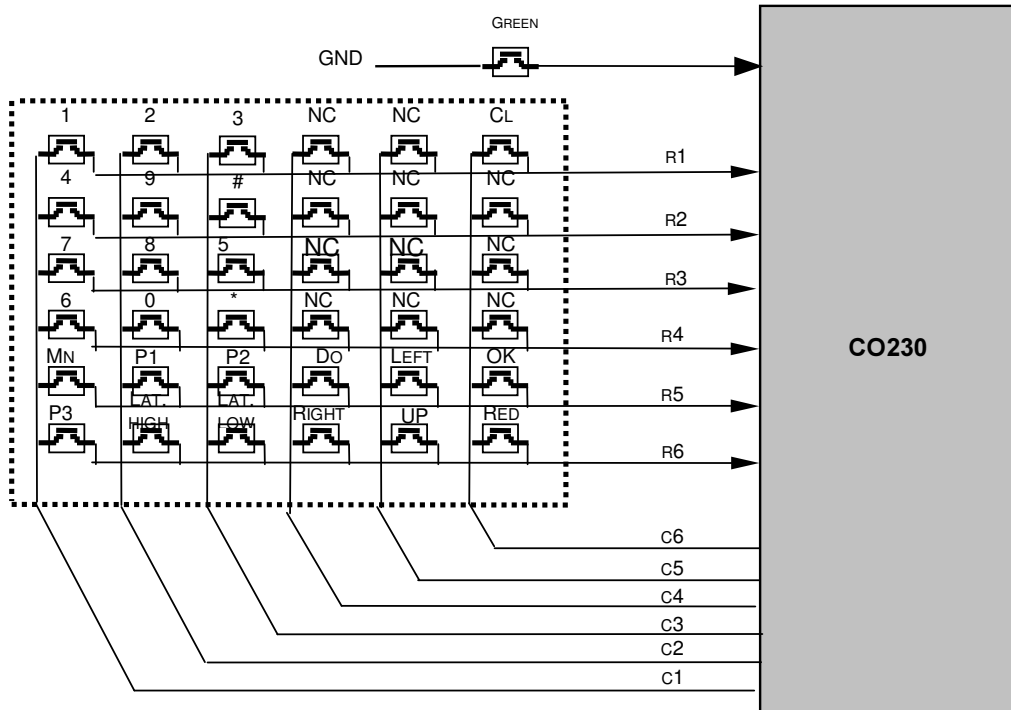 GREEN
GND
1 2 3 NC NC CL
R1
4 9 # NC NC NC
R2
7 8 5 NC NC NC
R3
6 0 * NC NC NC
R4
CO230
MN P1 P2 DO LEFT OK
R5
P3 LAT. HIGH LAT. LOW RIGHT UP RED
R6
C6
C5
C4
C3
C2
C1